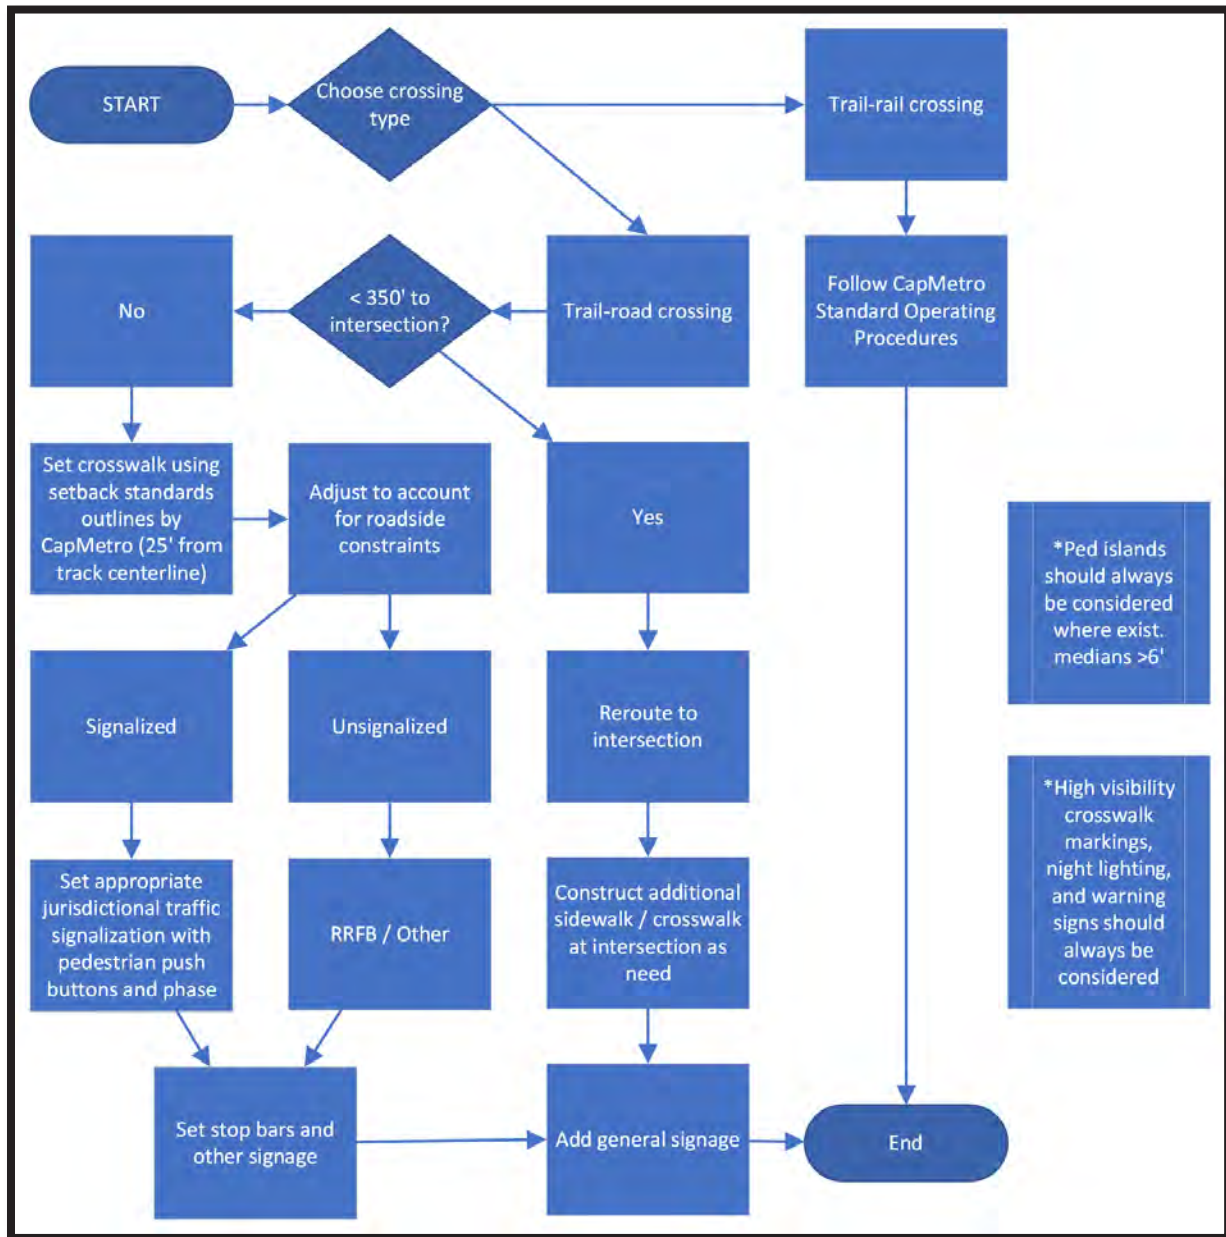 START
Choose crossing
type
Trail-rail crossing
No
< 350' to
intersection?
Trail-road crossing
Follow CapMetro
Standard Operating
Procedures
Set crosswalk using
setback standards
outlines by
CapMetro (25' from
track centerline)
Adjust to account
for roadside
constraints
Yes
*Ped islands
should always
be considered
where exist.
medians >6'
Signalized
Unsignalized
Reroute to
intersection
*High visibility
crosswalk
markings,
night lighting,
and warning
signs should
always be
considered
Set appropriate
jurisdictional traffic
signalization with
pedestrian push
buttons and phase
RRFB / Other
Construct additional
sidewalk / crosswalk
at intersection as
need
Set stop bars and
other signage
Add general signage
End